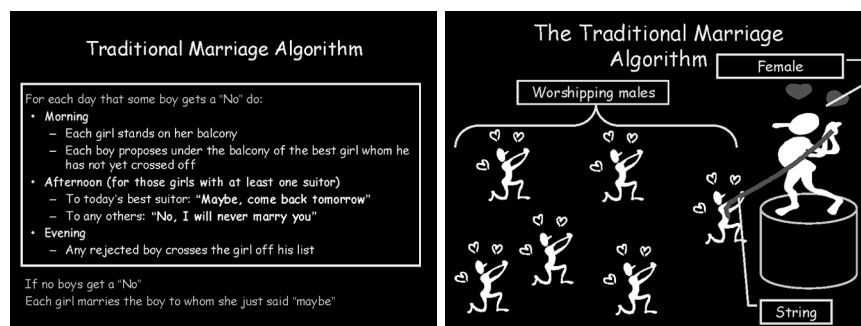 Traditional Marriage Algorithm
For each day that some boy gets a "No" do:
• Morning
– Each girl stands on her balcony
– Each boy proposes under the balcony of the best girl whom he
has not yet crossed off
• Afternoon (for those girls with at least one suitor)
– To today's best suitor: "Maybe, come back tomorrow"
– To any others: "No, I will never marry you"
• Evening
– Any rejected boy crosses the girl off his list
If no boys get a "No"
Each girl marries the boy to whom she just said "maybe"
The Traditional Marriage
Algorithm
Female
Worshipping males
String